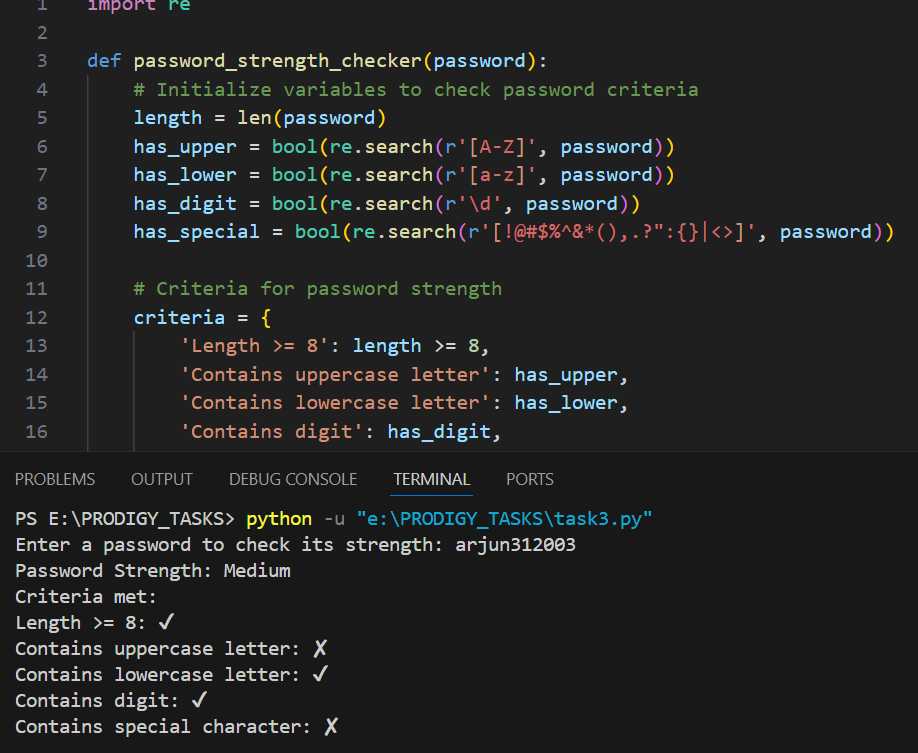 1 import re
2
3 def password_strength_checker(password):
4 # Initialize variables to check password criteria
5 length = len(password)
6 has_upper = bool(re.search(r'[A-Z]', password))
7 has_lower = bool(re.search(r'[a-z]', password))
8 has_digit = bool(re.search(r'\d', password))
9 has_special = bool(re.search(r'[!@#$%^&*(),.?":{}|<>]', password))
10
11 # Criteria for password strength
12 criteria = {
13 'Length >= 8': length >= 8,
14 'Contains uppercase letter': has_upper,
15 'Contains lowercase letter': has_lower,
16 'Contains digit': has_digit,
PROBLEMS OUTPUT DEBUG CONSOLE TERMINAL PORTS
PS E:\PRODIGY_TASKS> python -u "e:\PRODIGY_TASKS\task3.py"
Enter a password to check its strength: arjun312003
Password Strength: Medium
Criteria met:
Length >= 8: ✓
Contains uppercase letter: ✗
Contains lowercase letter: ✓
Contains digit: ✓
Contains special character: ✗